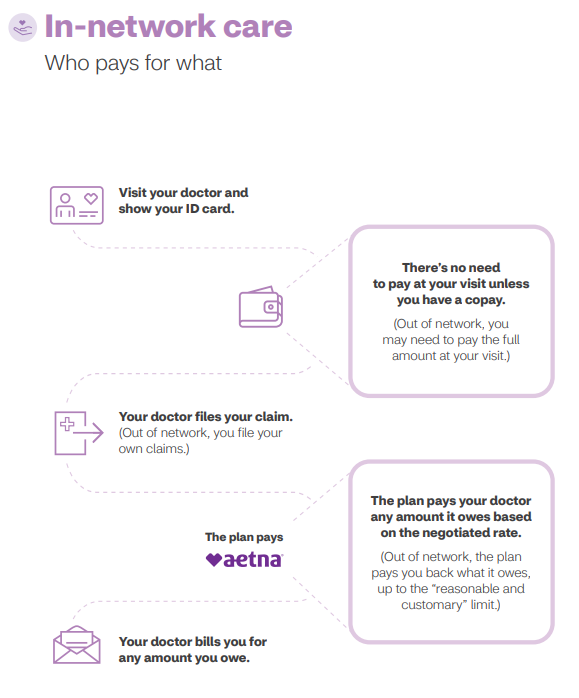 In-network care
Who pays for what
Visit your doctor and
show your ID card.
There's no need
to pay at your visit unless
you have a copay.
(Out of network, you
may need to pay the full
amount at your visit.)
Your doctor files your claim.
(Out of network, you file your
own claims.)
The plan pays your doctor
any amount it owes based
on the negotiated rate.
(Out of network, the plan
pays you back what it owes,
up to the “reasonable and
customary” limit.)
The plan pays
aetna
Your doctor bills you for
any amount you owe.